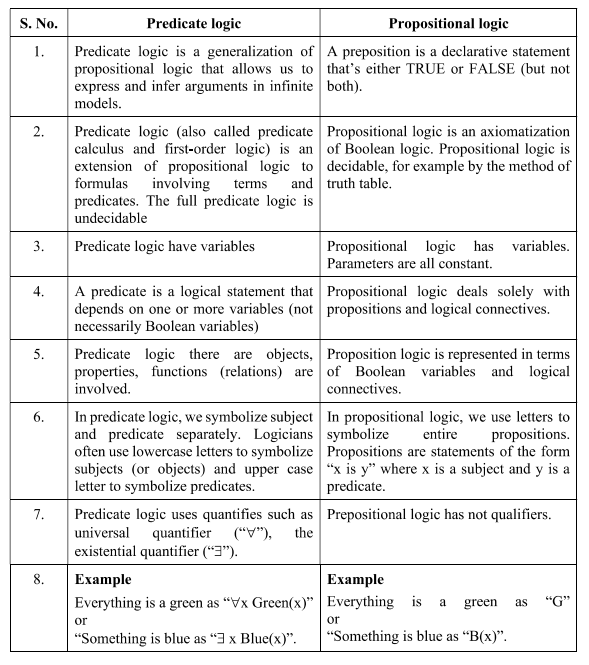 S. No. Predicate logic Propositional logic
1. Predicate logic is a generalization of
propositional logic that allows us to
express and infer arguments in infinite
models.
A preposition is a declarative statement
that's either TRUE or FALSE (but not
both).
2. Predicate logic (also called predicate
calculus and first-order logic) is an
extension of propositional logic to
formulas involving terms and
predicates. The full predicate logic is
undecidable
Propositional logic is an axiomatization
of Boolean logic. Propositional logic is
decidable, for example by the method of
truth table.
3. Predicate logic have variables
Propositional logic has variables.
Parameters are all constant.
4. A predicate is a logical statement that
depends on one or more variables (not
necessarily Boolean variables)
Propositional logic deals solely with
propositions and logical connectives.
5. Predicate logic there are objects,
properties, functions (relations) are
involved.
Proposition logic is represented in terms
of Boolean variables and logical
connectives.
6. In predicate logic, we symbolize subject
and predicate separately. Logicians
often use lowercase letters to symbolize
subjects (or objects) and upper case
letter to symbolize predicates.
In propositional logic, we use letters to
symbolize entire propositions.
Propositions are statements of the form
“x is y” where x is a subject and y is a
predicate.
7. Predicate logic uses quantifies such as
universal quantifier (“∀”), the
existential quantifier (“∃”).
Prepositional logic has not qualifiers.
8. Example
Everything is a green as “∀x Green(x)”
or
“Something is blue as “∃ x Blue(x)”.
Example
Everything is a green as “G”
or
“Something is blue as “B(x)”.